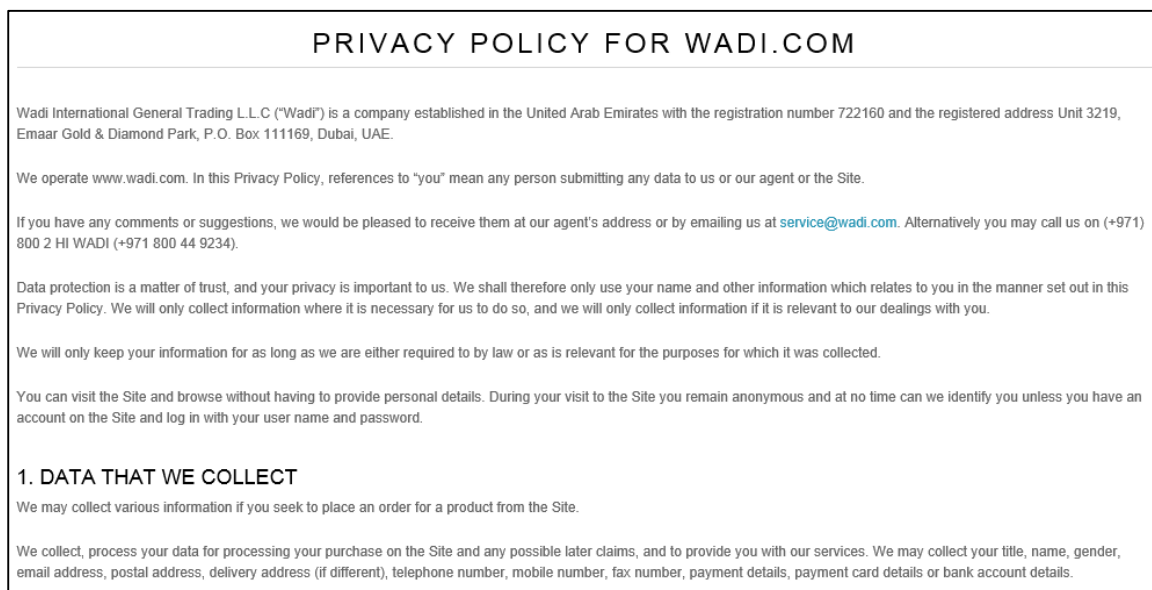 PRIVACY POLICY FOR WADI.COM
Wadi International General Trading L.L.C (“Wadi”) is a company established in the United Arab Emirates with the registration number 722160 and the registered address Unit 3219,
Emaar Gold & Diamond Park, P.O. Box 111169, Dubai, UAE.
We operate www.wadi.com. In this Privacy Policy, references to “you” mean any person submitting any data to us or our agent or the Site.
If you have any comments or suggestions, we would be pleased to receive them at our agent’s address or by emailing us at service@wadi.com. Alternatively you may call us on (+971)
800 2 HI WADI (+971 800 44 9234).
Data protection is a matter of trust, and your privacy is important to us. We shall therefore only use your name and other information which relates to you in the manner set out in this
Privacy Policy. We will only collect information where it is necessary for us to do so, and we will only collect information if it is relevant to our dealings with you.
We will only keep your information for as long as we are either required to by law or as is relevant for the purposes for which it was collected.
You can visit the Site and browse without having to provide personal details. During your visit to the Site you remain anonymous and at no time can we identify you unless you have an
account on the Site and log in with your user name and password.
1. DATA THAT WE COLLECT
We may collect various information if you seek to place an order for a product from the Site.
We collect, process your data for processing your purchase on the Site and any possible later claims, and to provide you with our services. We may collect your title, name, gender,
email address, postal address, delivery address (if different), telephone number, mobile number, fax number, payment details, payment card details or bank account details.